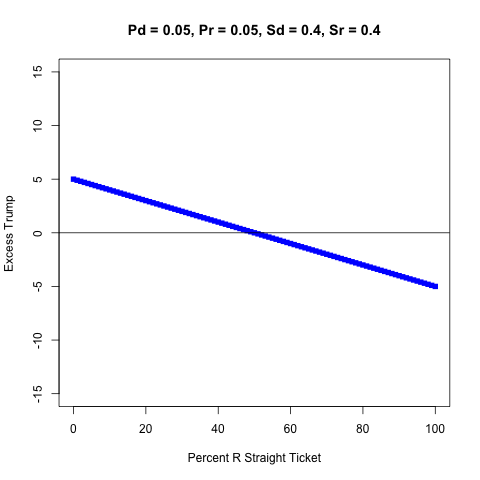 Pd = 0.05, Pr = 0.05, Sd = 0.4, Sr = 0.4
Excess Trump
15
10
5
0
-5
-10
-15
0 20 40 60 80 100
Percent R Straight Ticket